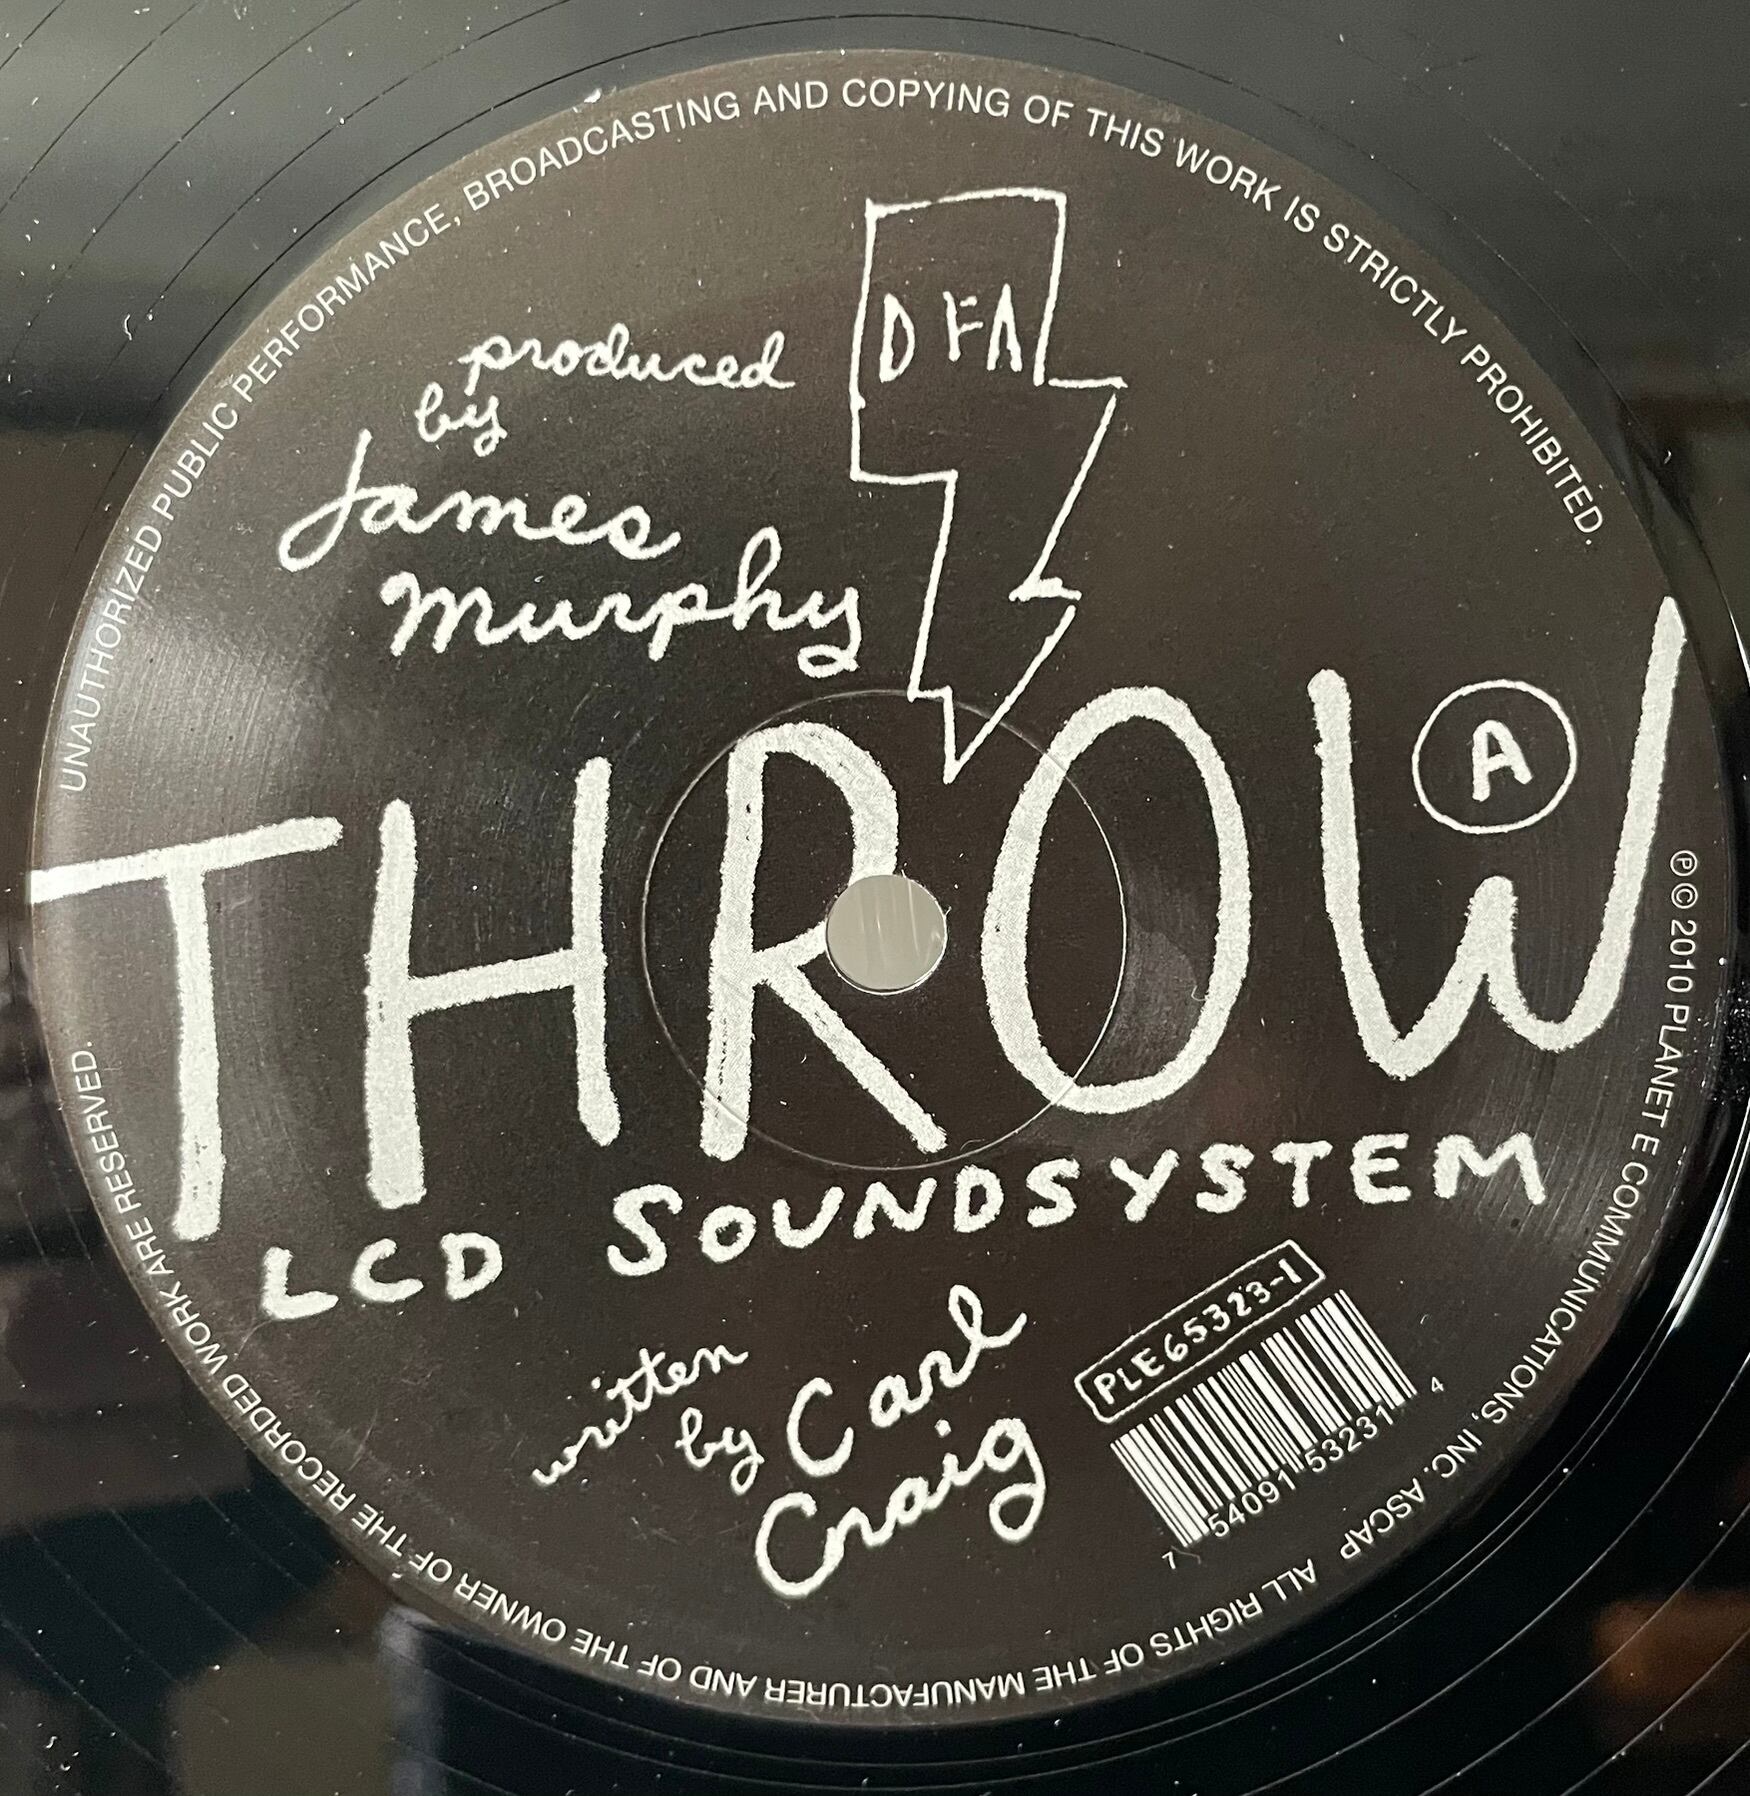 UNAUTHORIZED PUBLIC PERFORMANCE, BROADCASTING AND COPYING OF THIS WORK IS STRICTLY PROHIBITED.
DFA
produced
by
James
Murphy
THROW
A
LCD SOUNDSYSTEM
written
by Carl
Craig
PLE65323-1
7 54091 53231 4
℗ © 2010 PLANET E COMMUNICATIONS, INC. ASCAP ALL RIGHTS OF THE MANUFACTURER AND OF THE OWNER OF THE RECORDED WORK ARE RESERVED.